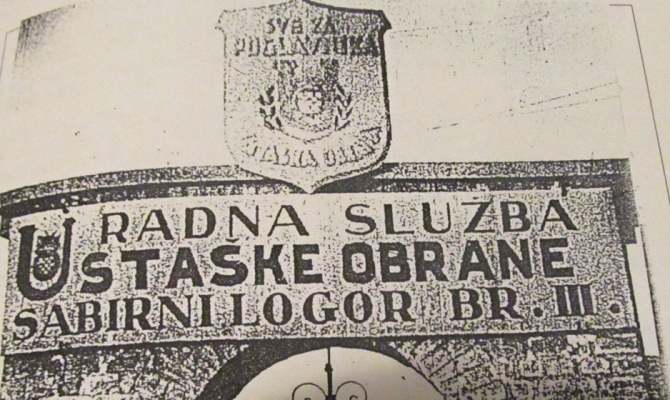 SVE ZA
POGLAVNIKA
RADNA SLUZBA
USTASKE OBRANE
SABIRNI LOGOR BR. III.